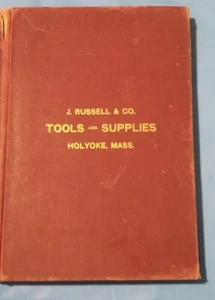 J. RUSSELL & CO.
TOOLS AND SUPPLIES
HOLYOKE, MASS.